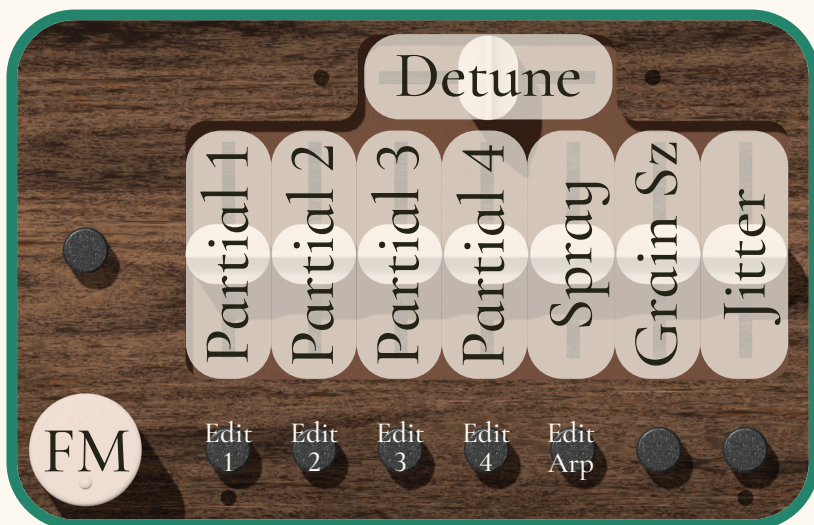 Detune
Partial 1
Partial 2
Partial 3
Partial 4
Spray
Grain Sz
Jitter
FM
Edit
1
Edit
2
Edit
3
Edit
4
Edit
Arp